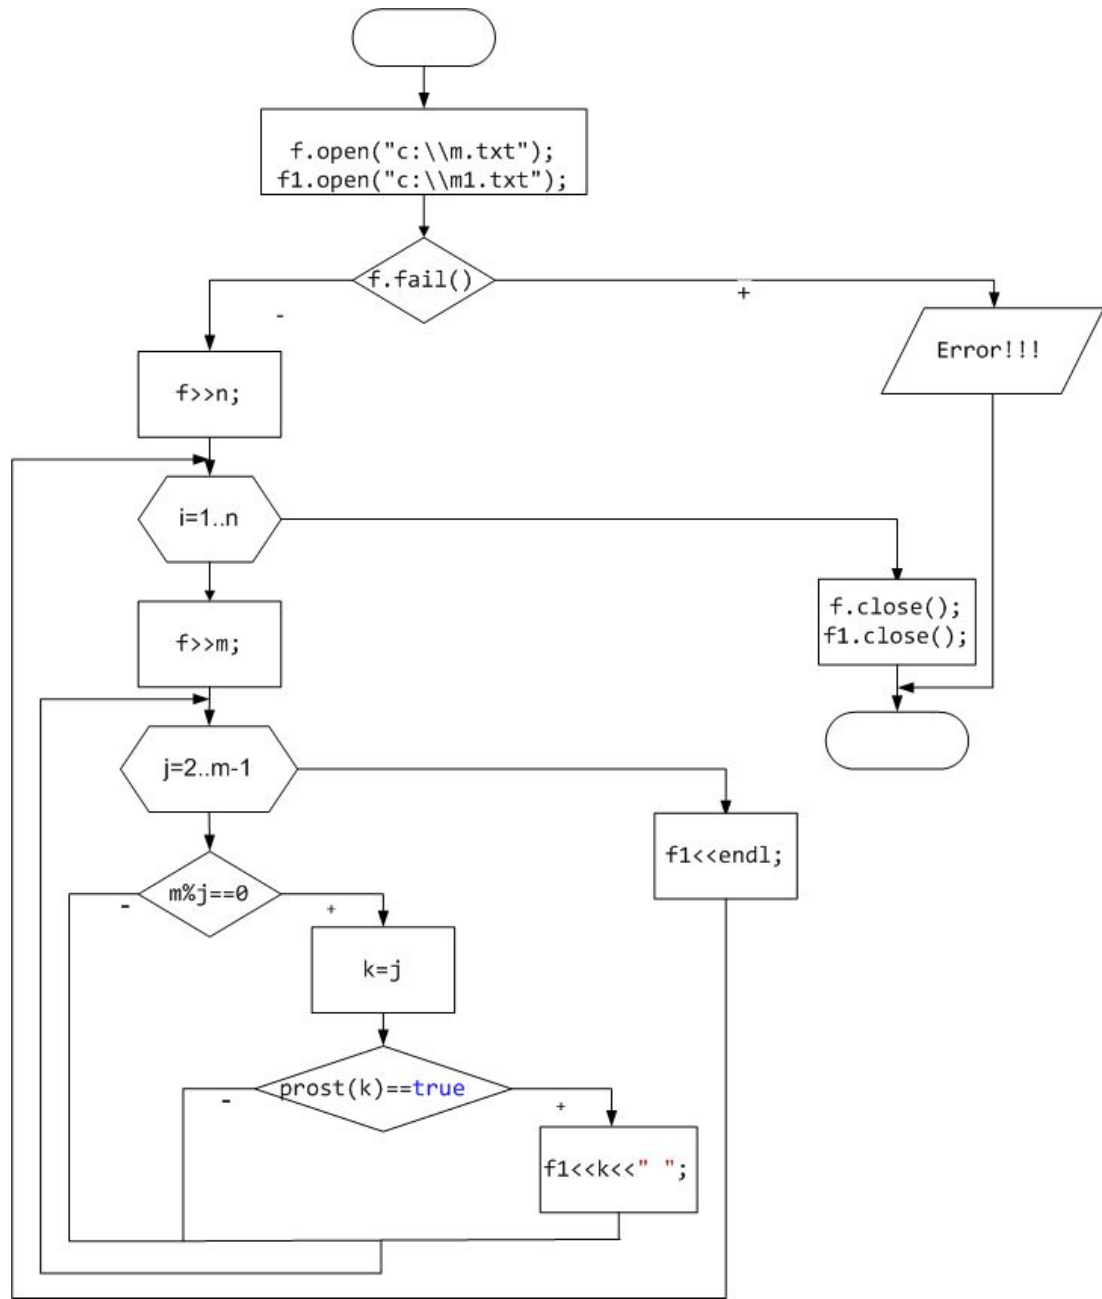 f.open("c:\\m.txt");
f1.open("c:\\m1.txt");
f.fail()
-
+
Error!!!
f>>n;
i=1..n
f.close();
f1.close();
f>>m;
j=2..m-1
f1<<endl;
m%j==0
-
+
k=j
prost(k)==true
-
+
f1<<k<<" ";